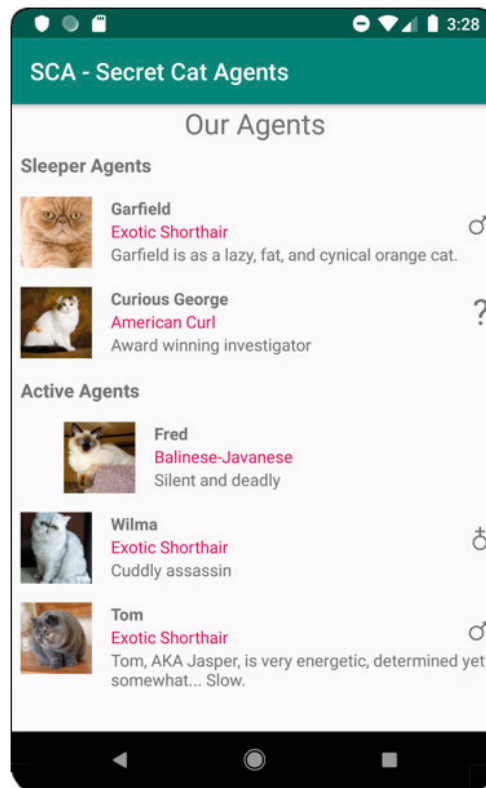 3:28
SCA - Secret Cat Agents
Our Agents
Sleeper Agents
Garfield
Exotic Shorthair
Garfield is as a lazy, fat, and cynical orange cat.
Curious George
American Curl
?
Award winning investigator
Active Agents
Fred
Balinese-Javanese
Silent and deadly
Wilma
Exotic Shorthair
Cuddly assassin
Tom
Exotic Shorthair
Tom, AKA Jasper, is very energetic, determined yet
somewhat... Slow.